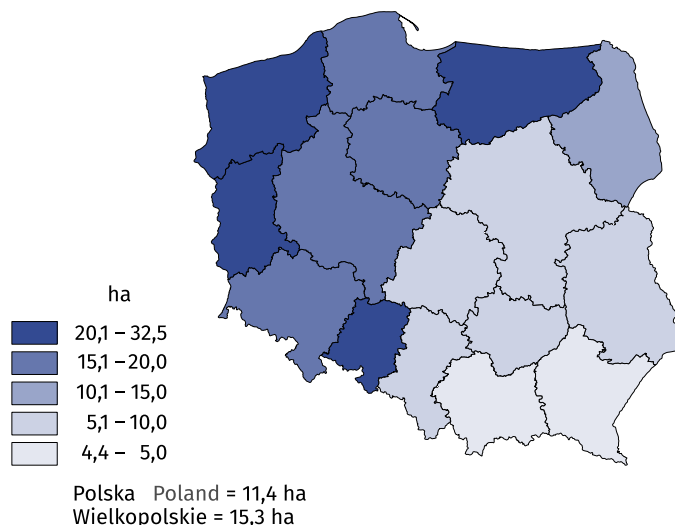 ha
20,1 – 32,5
15,1 – 20,0
10,1 – 15,0
5,1 – 10,0
4,4 – 5,0
Polska Poland = 11,4 ha
Wielkopolskie = 15,3 ha